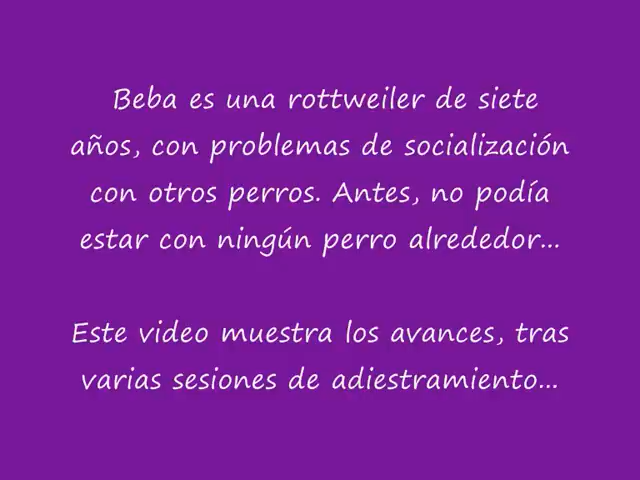 Beba es una rottweiler de siete
años, con problemas de socialización
con otros perros. Antes, no podía
estar con ningún perro alrededor...
Este video muestra los avances, tras
varias sesiones de adiestramiento...